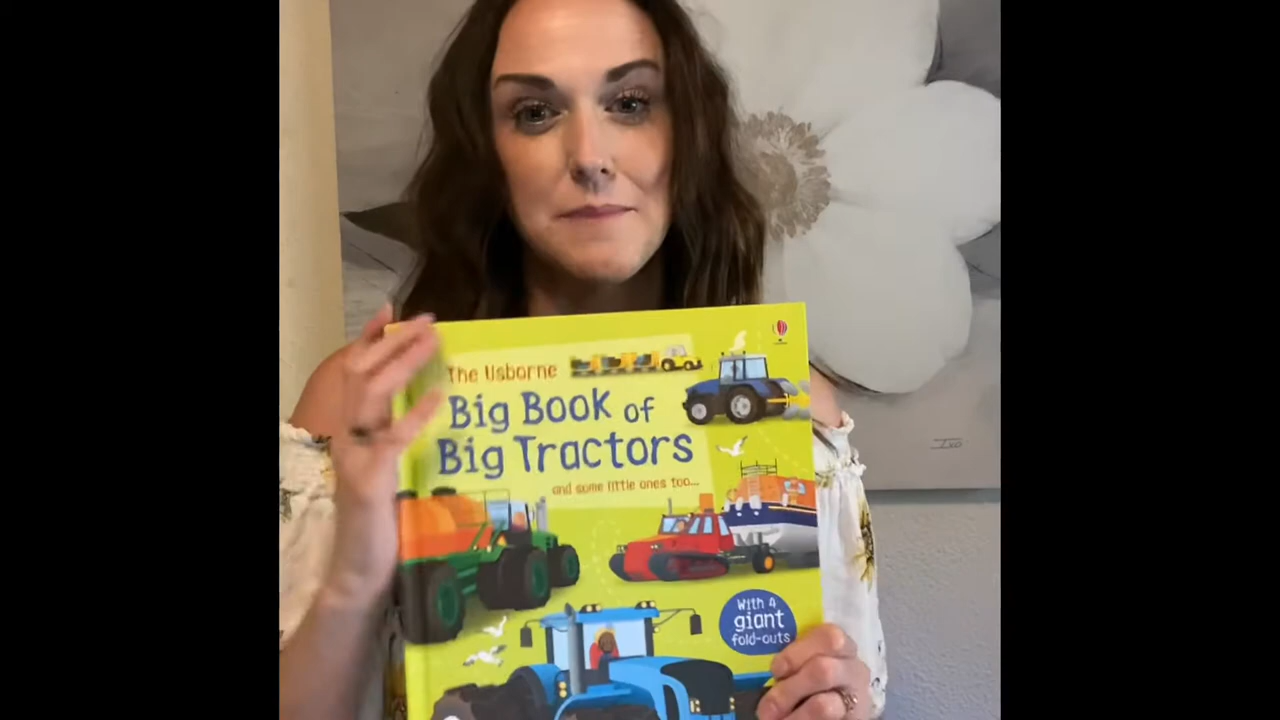 The Usborne
Big Book of
Big Tractors
and some little ones too...
With 4
giant
fold-outs